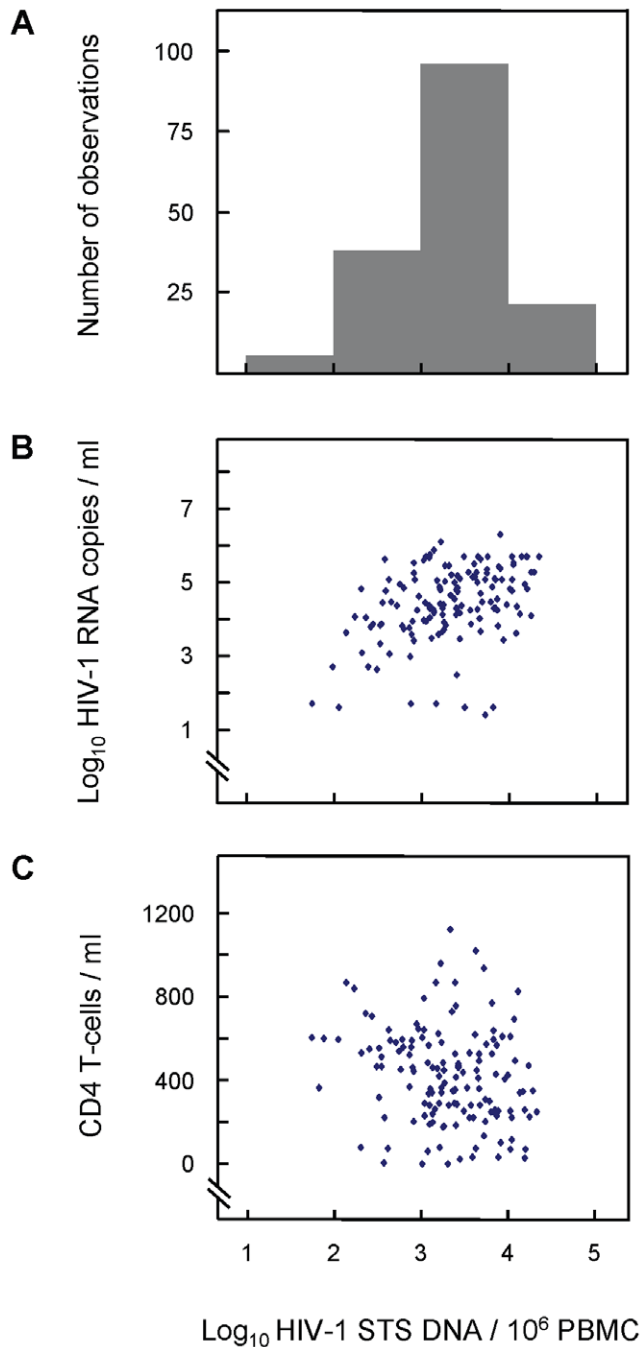 A
Number of observations
100
75
50
25
B
Log₁₀ HIV-1 RNA copies / ml
7
5
3
1
C
CD4 T-cells / ml
1200
800
400
0
1 2 3 4 5
Log₁₀ HIV-1 STS DNA / 10⁶ PBMC